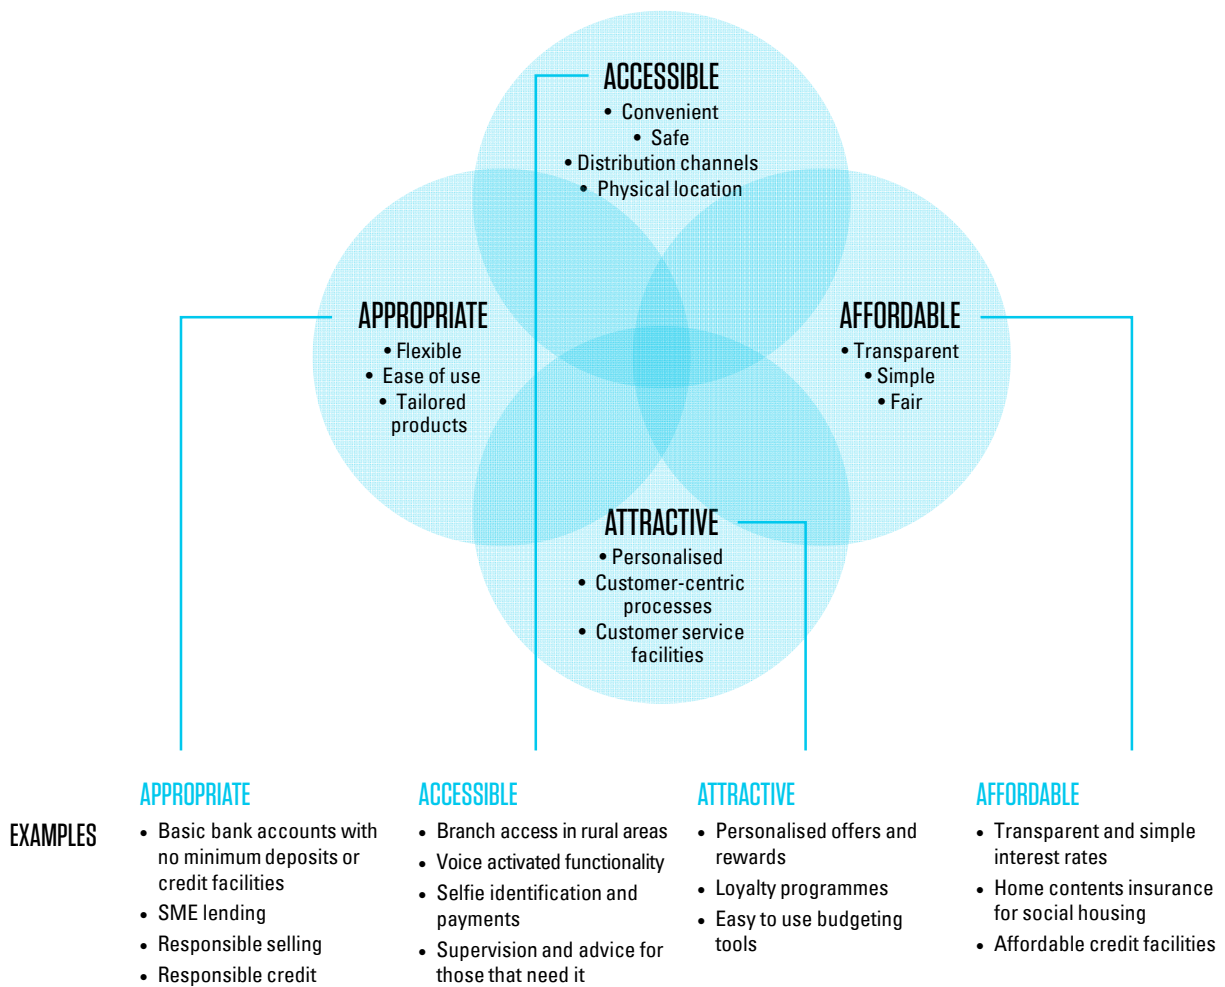 ACCESSIBLE
• Convenient
• Safe
• Distribution channels
• Physical location
APPROPRIATE
• Flexible
• Ease of use
• Tailored
products
AFFORDABLE
• Transparent
• Simple
• Fair
ATTRACTIVE
• Personalised
• Customer-centric
processes
• Customer service
facilities
EXAMPLES
APPROPRIATE
• Basic bank accounts with
no minimum deposits or
credit facilities
• SME lending
• Responsible selling
• Responsible credit
ACCESSIBLE
• Branch access in rural areas
• Voice activated functionality
• Selfie identification and
payments
• Supervision and advice for
those that need it
ATTRACTIVE
• Personalised offers and
rewards
• Loyalty programmes
• Easy to use budgeting
tools
AFFORDABLE
• Transparent and simple
interest rates
• Home contents insurance
for social housing
• Affordable credit facilities